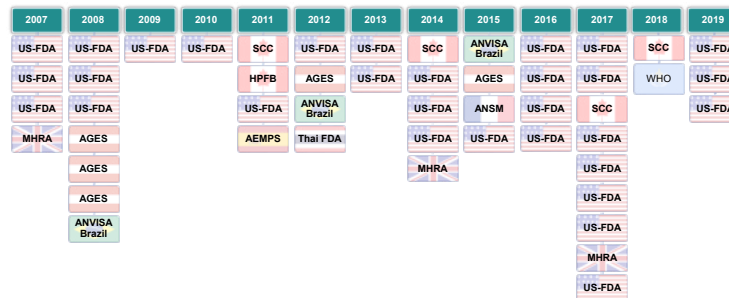 2007 2008 2009 2010 2011 2012 2013 2014 2015 2016 2017 2018 2019
US-FDA US-FDA US-FDA US-FDA SCC US-FDA US-FDA SCC ANVISA Brazil US-FDA US-FDA SCC US-FDA
US-FDA US-FDA HPFB AGES US-FDA US-FDA AGES US-FDA US-FDA WHO US-FDA
US-FDA US-FDA US-FDA ANVISA Brazil US-FDA ANSM US-FDA SCC US-FDA
MHRA AGES AEMPS Thai FDA US-FDA US-FDA US-FDA US-FDA
AGES MHRA US-FDA
AGES US-FDA
ANVISA Brazil US-FDA
MHRA
US-FDA